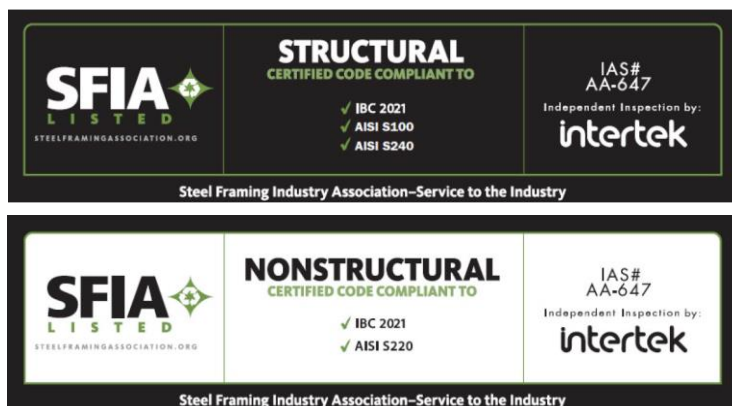 SFIA
LISTED
STEELFRAMINGASSOCIATION.ORG
STRUCTURAL
CERTIFIED CODE COMPLIANT TO
✓ IBC 2021
✓ AISI S100
✓ AISI S240
IAS#
AA-647
Independent Inspection by:
intertek
Steel Framing Industry Association–Service to the Industry
SFIA
LISTED
STEELFRAMINGASSOCIATION.ORG
NONSTRUCTURAL
CERTIFIED CODE COMPLIANT TO
✓ IBC 2021
✓ AISI S220
IAS#
AA-647
Independent Inspection by:
intertek
Steel Framing Industry Association–Service to the Industry